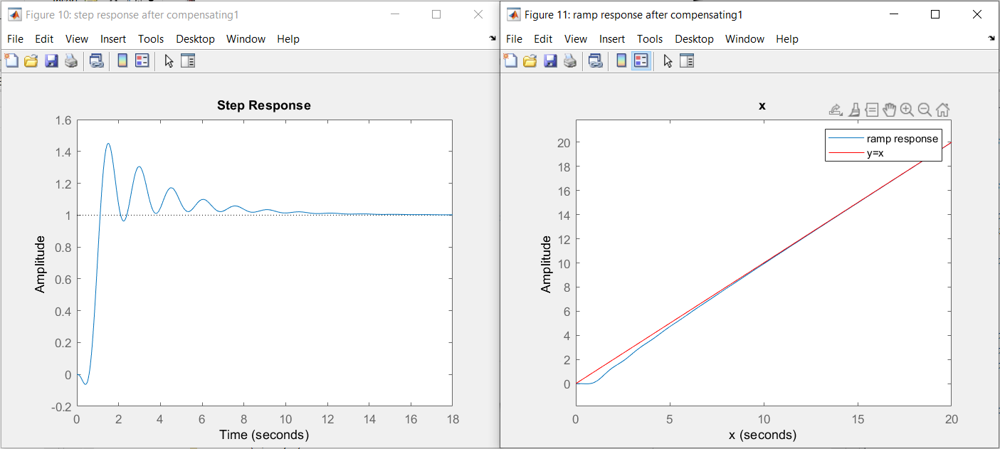 Figure 10: step response after compensating1
File Edit View Insert Tools Desktop Window Help
Step Response
1.6
1.4
1.2
1
0.8
0.6
0.4
0.2
0
-0.2
Amplitude
0 2 4 6 8 10 12 14 16 18
Time (seconds)
Figure 11: ramp response after compensating1
File Edit View Insert Tools Desktop Window Help
x
ramp response
y=x
20
18
16
14
12
10
8
6
4
2
0
Amplitude
0 5 10 15 20
x (seconds)